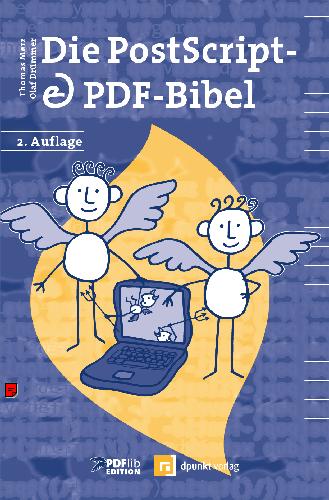 Thomas Merz
Olaf Drümmer
Die PostScript-
& PDF-Bibel
2. Auflage
PDFlib
EDITION
dpunkt.verlag